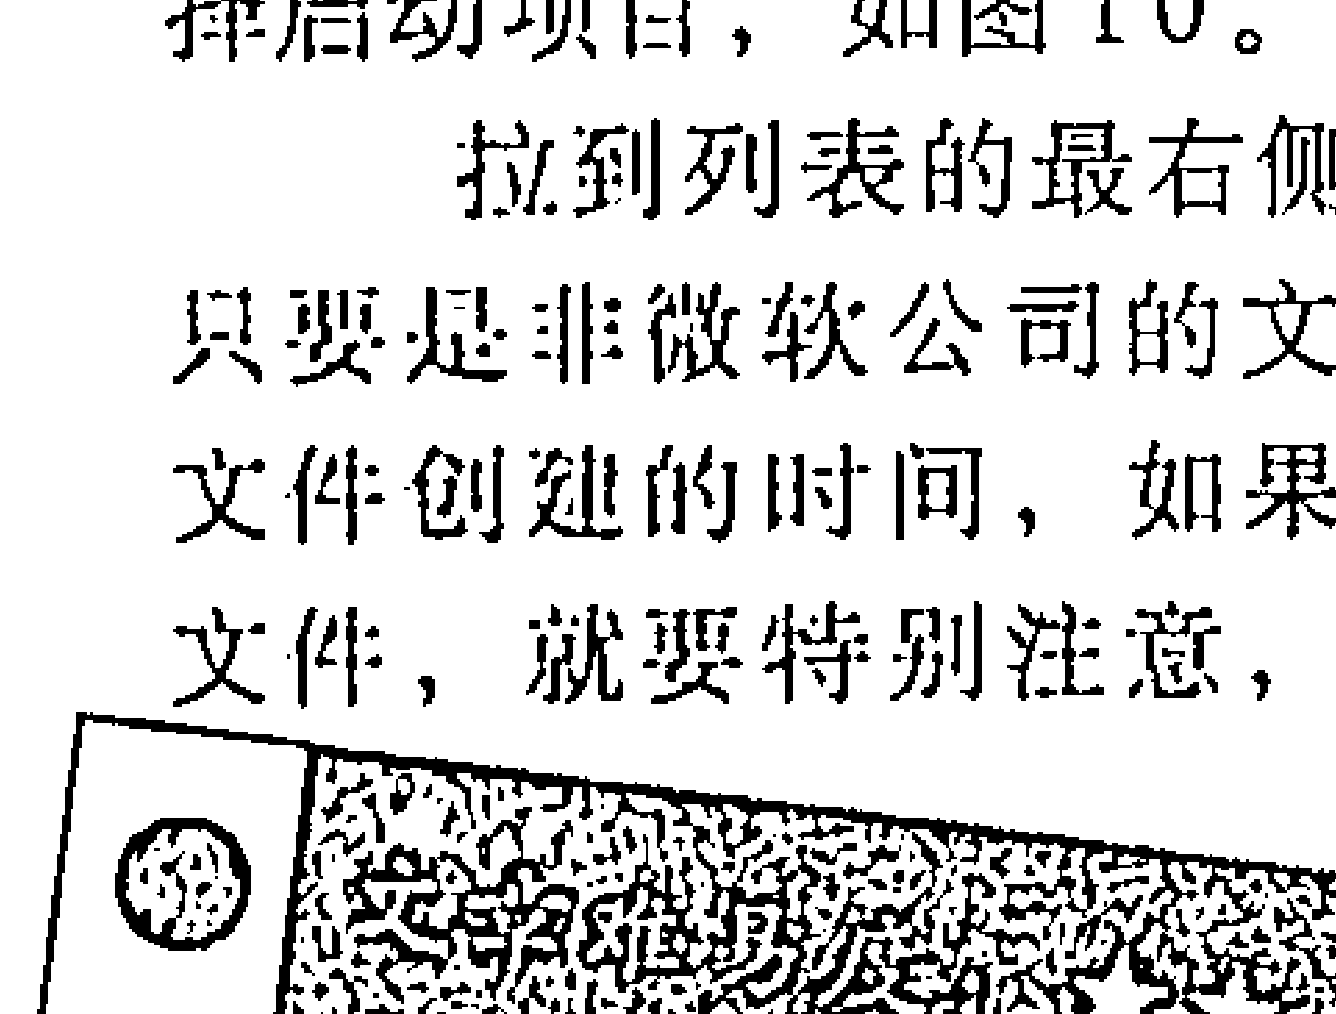 择启动项目，如图10。
拉到列表的最右侧
只要是非微软公司的文
文件创建的时间，如果
文件，就要特别注意，